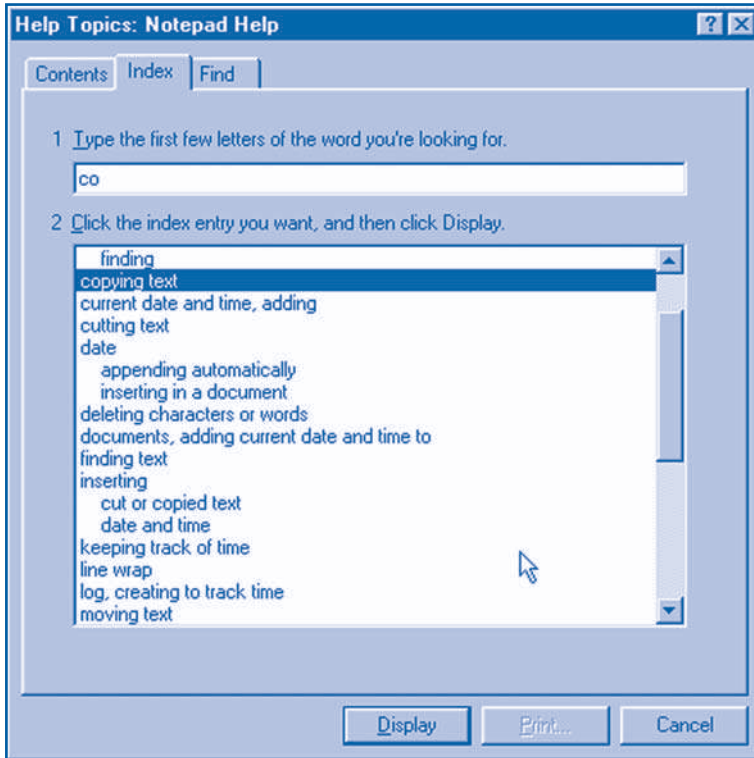 Help Topics: Notepad Help
Contents Index Find
1 Type the first few letters of the word you're looking for.
co
2 Click the index entry you want, and then click Display.
finding
copying text
current date and time, adding
cutting text
date
appending automatically
inserting in a document
deleting characters or words
documents, adding current date and time to
finding text
inserting
cut or copied text
date and time
keeping track of time
line wrap
log, creating to track time
moving text
Display Print... Cancel